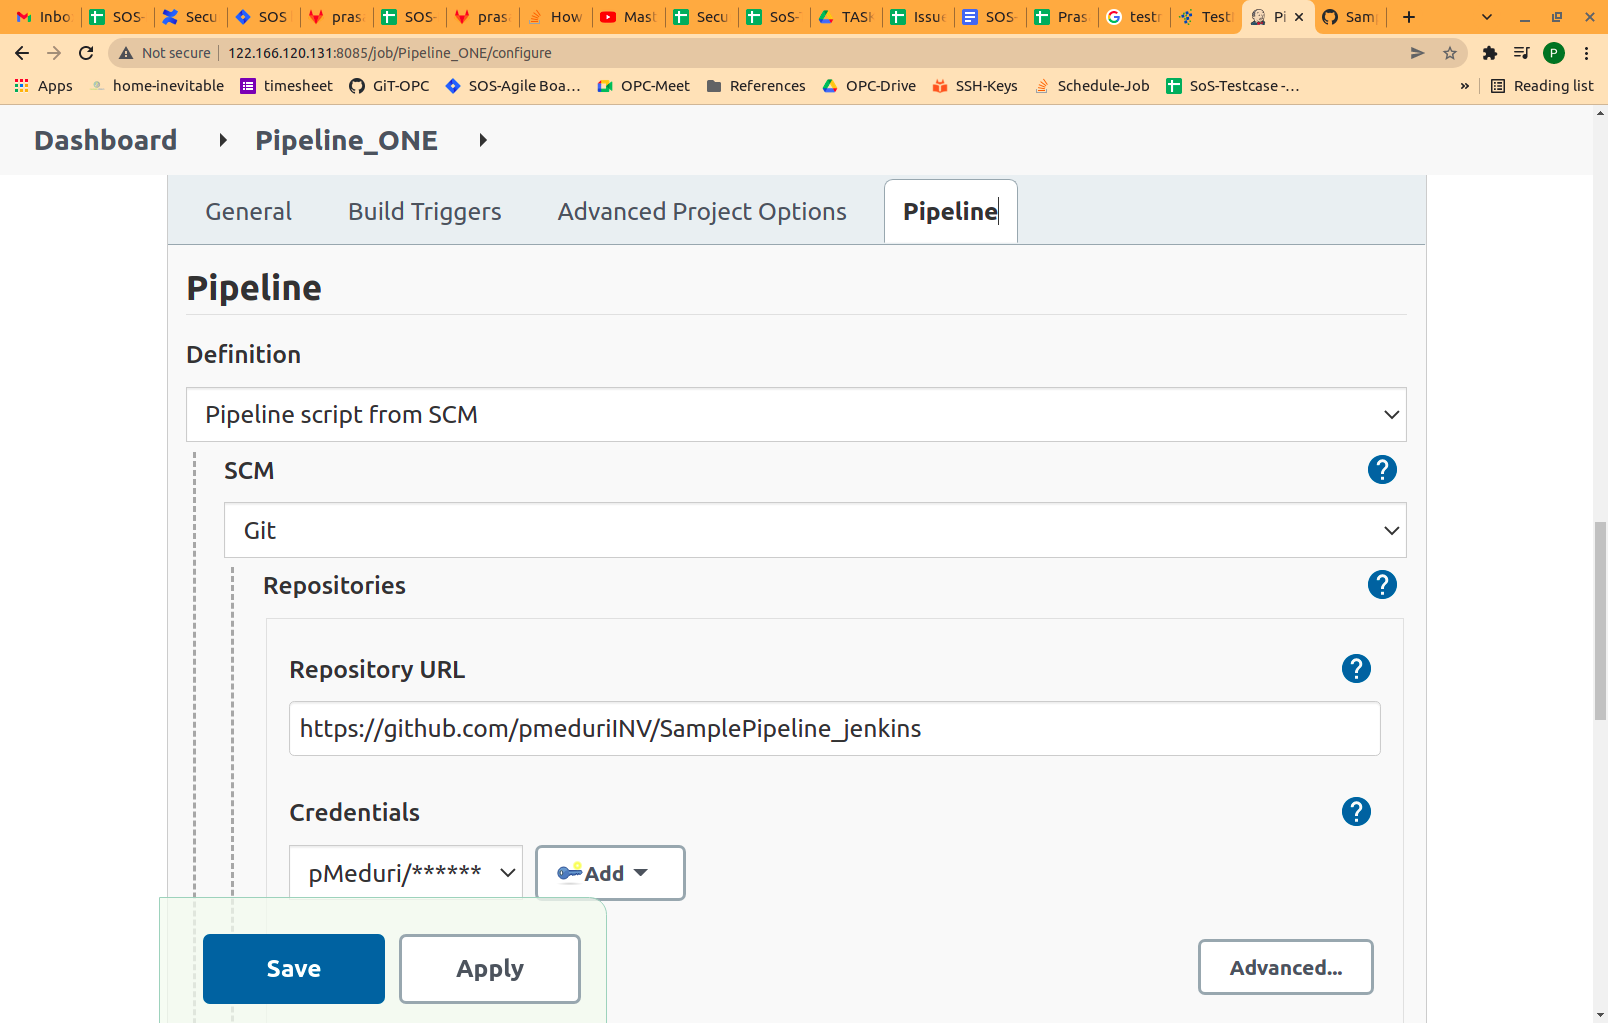 Inbo SOS- Secu SOS prasa SOS- prasa How Mast Secu SoS-T TASK Issue SOS- Pras testn Test Pi Sam
Not secure 122.166.120.131:8085/job/Pipeline_ONE/configure P
Apps home-inevitable timesheet GiT-OPC SOS-Agile Boa... OPC-Meet References OPC-Drive SSH-Keys Schedule-Job SoS-Testcase -... » Reading list
Dashboard Pipeline_ONE
General Build Triggers Advanced Project Options Pipeline
Pipeline
Definition
Pipeline script from SCM
SCM ?
Git
Repositories ?
Repository URL ?
https://github.com/pmeduriINV/SamplePipeline_jenkins
Credentials ?
pMeduri/****** Add
Save Apply Advanced...